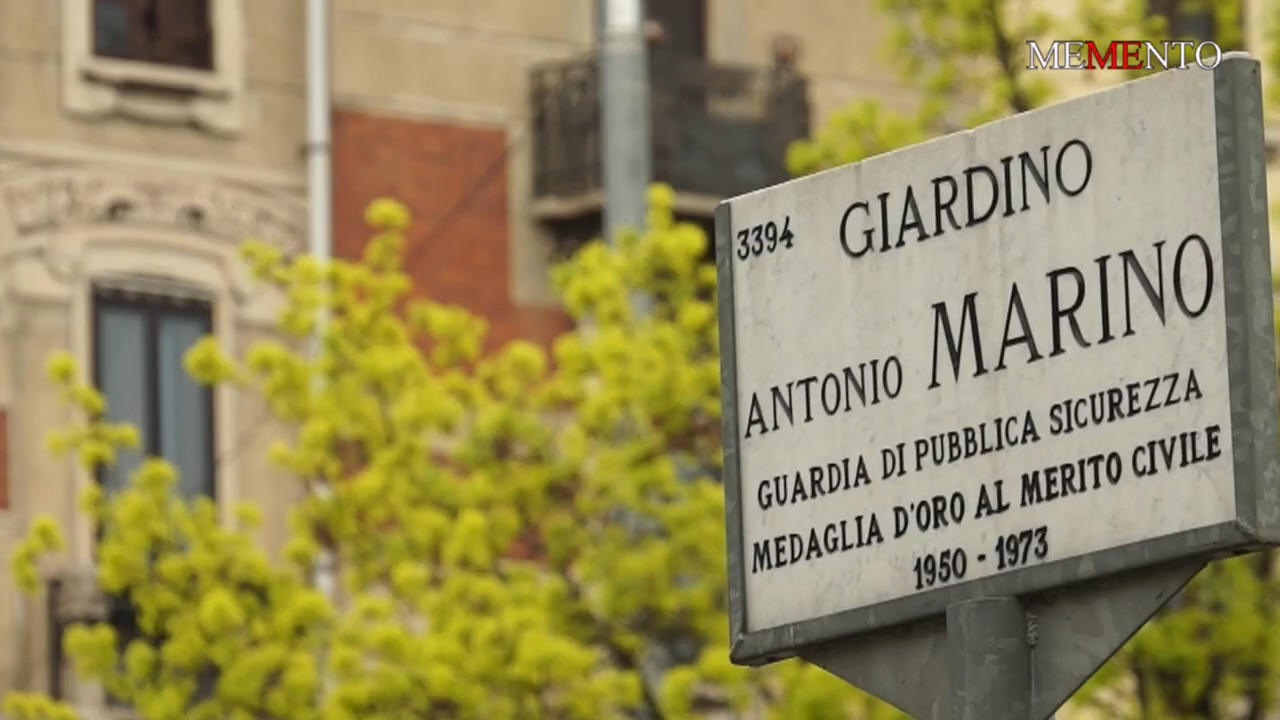 MEMENTO
3394 GIARDINO
ANTONIO MARINO
GUARDIA DI PUBBLICA SICUREZZA
MEDAGLIA D'ORO AL MERITO CIVILE
1950 - 1973